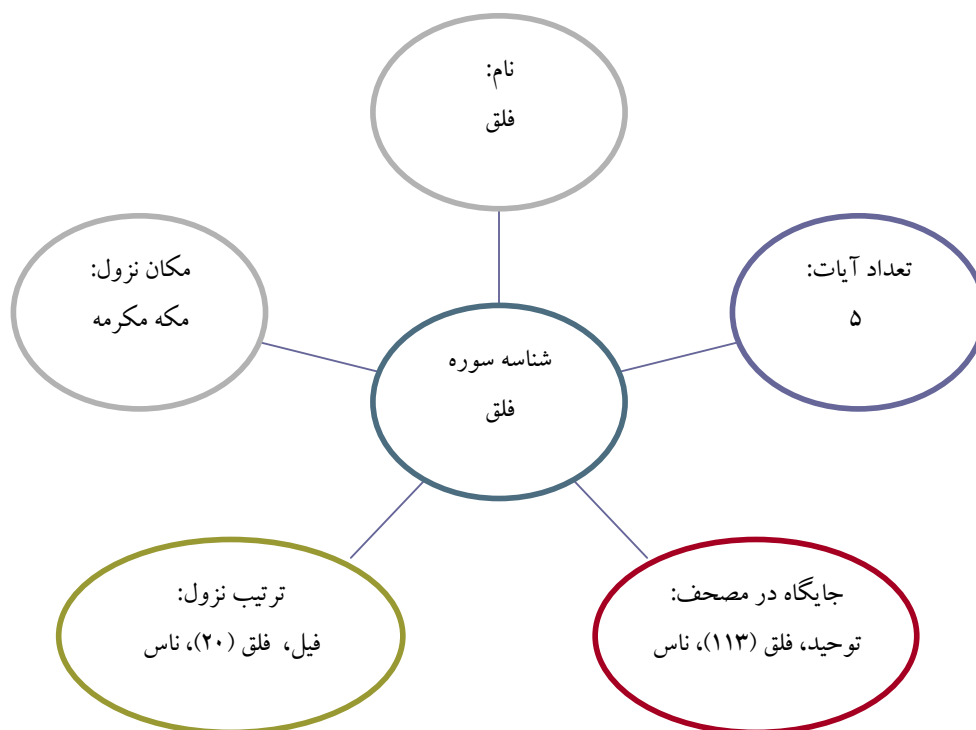 نام:
فلق
تعداد آیات:
۵
مکان نزول:
مکه مکرمه
شناسه سوره
فلق
جایگاه در مصحف:
توحید، فلق (۱۱۳)، ناس
ترتیب نزول:
فیل، فلق (۲۰)، ناس